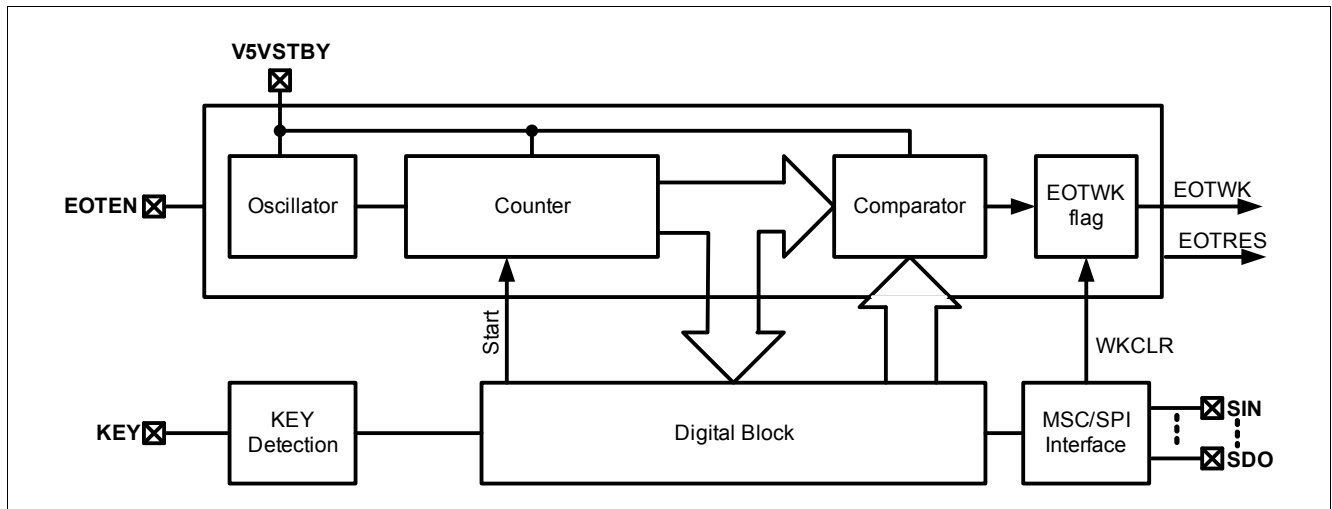 V5VSTBY
EOTEN
Oscillator
Counter
Comparator
EOTWK
flag
EOTWK
EOTRES
Start
WKCLR
KEY
KEY
Detection
Digital Block
MSC/SPI
Interface
SIN
SDO